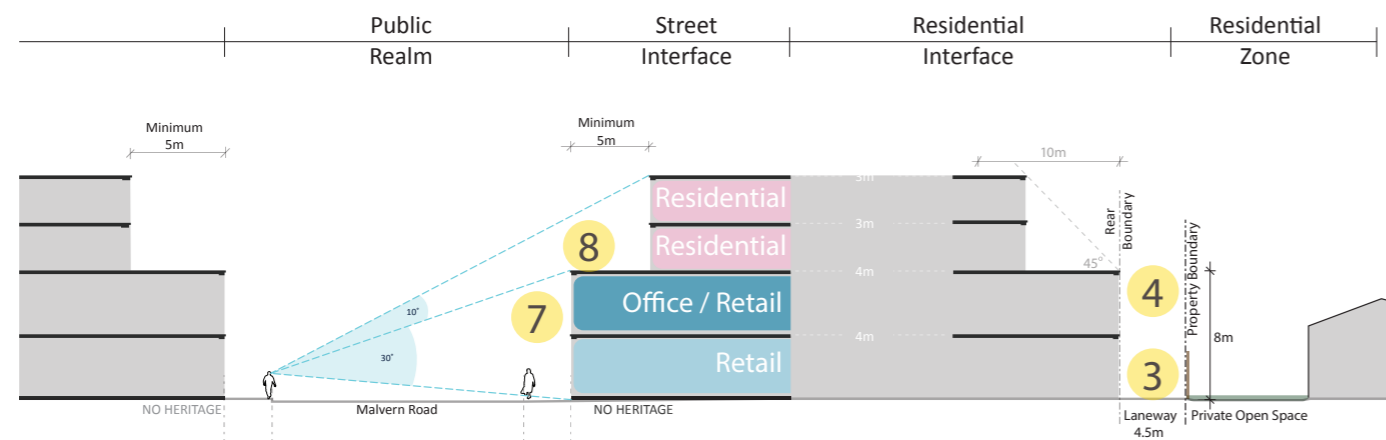 Public
Realm
Street
Interface
Residential
Interface
Residential
Zone
Minimum
5m
Minimum
5m
10m
3m
Residential
3m
Residential
8
45°
4m
Rear
Boundary
Property Boundary
4
7
Office / Retail
10°
30°
4m
8m
Retail
3
NO HERITAGE
Malvern Road
NO HERITAGE
Laneway
4.5m
Private Open Space